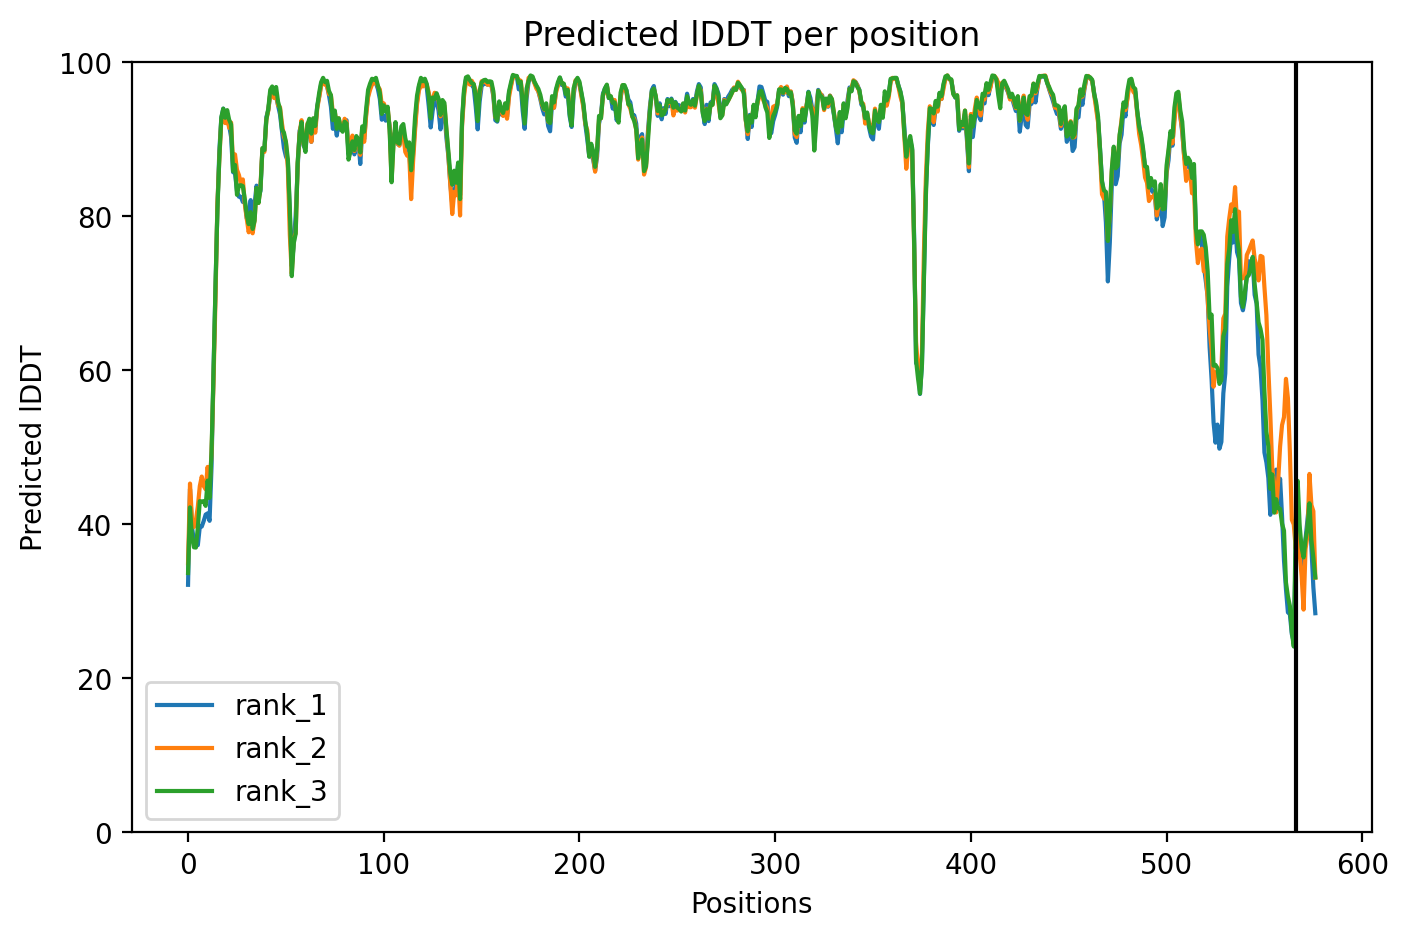 Predicted lDDT per position
100
80
60
40
20
0
Predicted lDDT
rank_1
rank_2
rank_3
0 100 200 300 400 500 600
Positions